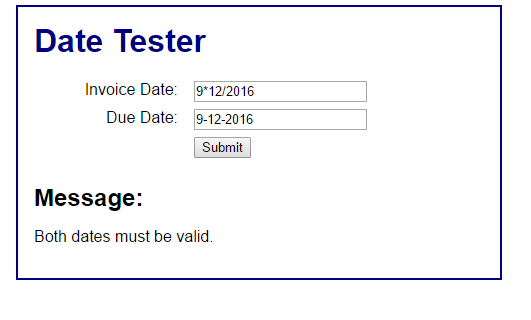 Date Tester
Invoice Date: 9*12/2016
Due Date: 9-12-2016
Submit
Message:
Both dates must be valid.